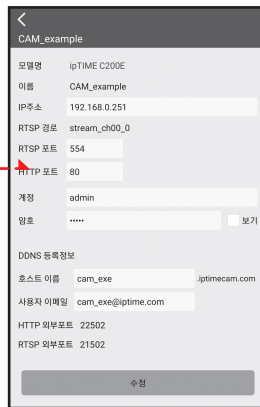 CAM_example
모델명 ipTIME C200E
이름 CAM_example
IP주소 192.168.0.251
RTSP 경로 stream_ch00_0
RTSP 포트 554
HTTP 포트 80
계정 admin
암호 ••••• 보기
DDNS 등록정보
호스트 이름 cam_exe .iptimecam.com
사용자 이메일 cam_exe@iptime.com
HTTP 외부포트 22502
RTSP 외부포트 21502
수정